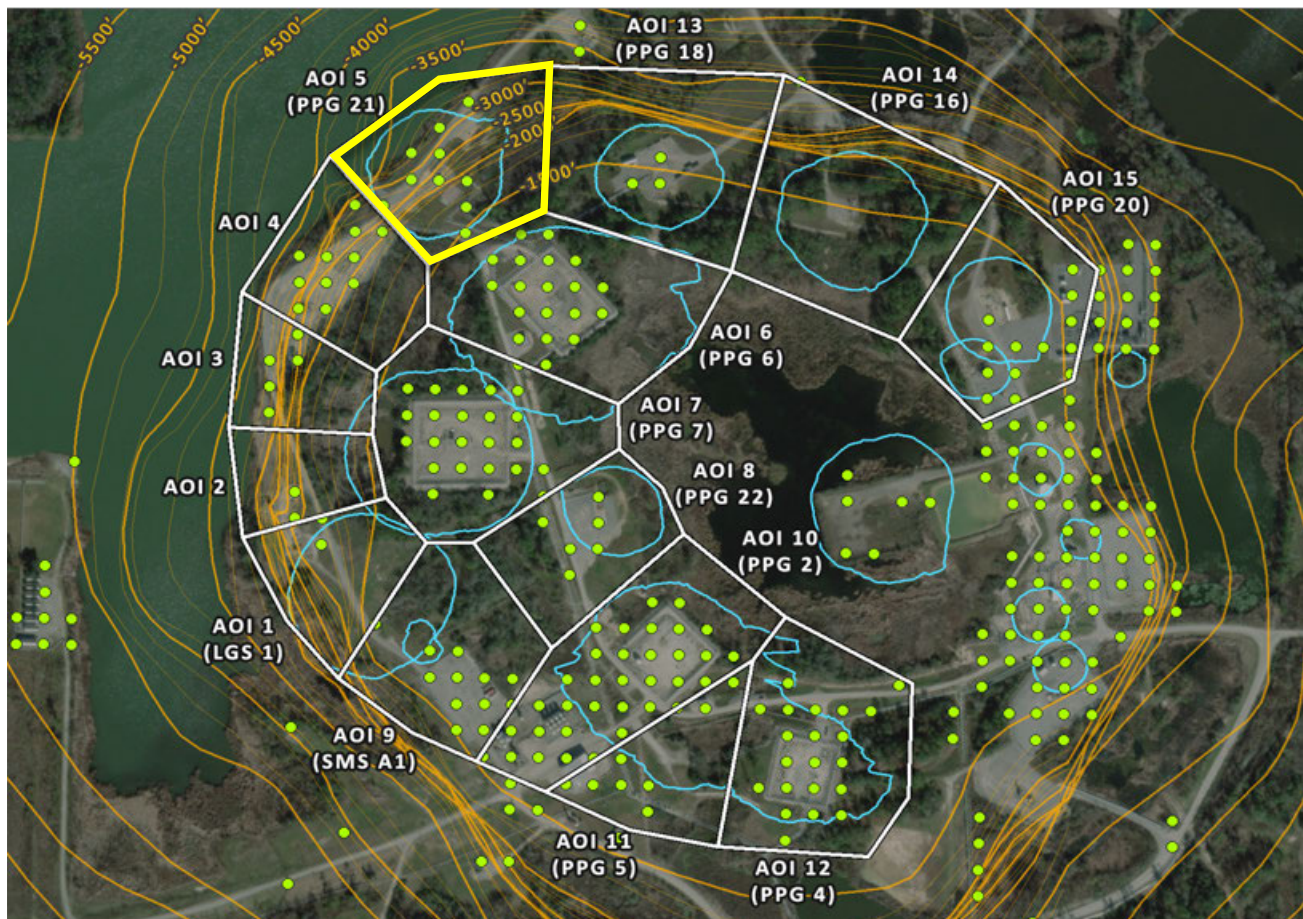 -5500'
-5000'
-4500'
-4000'
-3500'
-3000'
-2500'
-2000'
-1500'
AOI 13
(PPG 18)
AOI 14
(PPG 16)
AOI 5
(PPG 21)
AOI 15
(PPG 20)
AOI 4
AOI 3
AOI 6
(PPG 6)
AOI 7
(PPG 7)
AOI 2
AOI 8
(PPG 22)
AOI 10
(PPG 2)
AOI 1
(LGS 1)
AOI 9
(SMS A1)
AOI 11
(PPG 5)
AOI 12
(PPG 4)